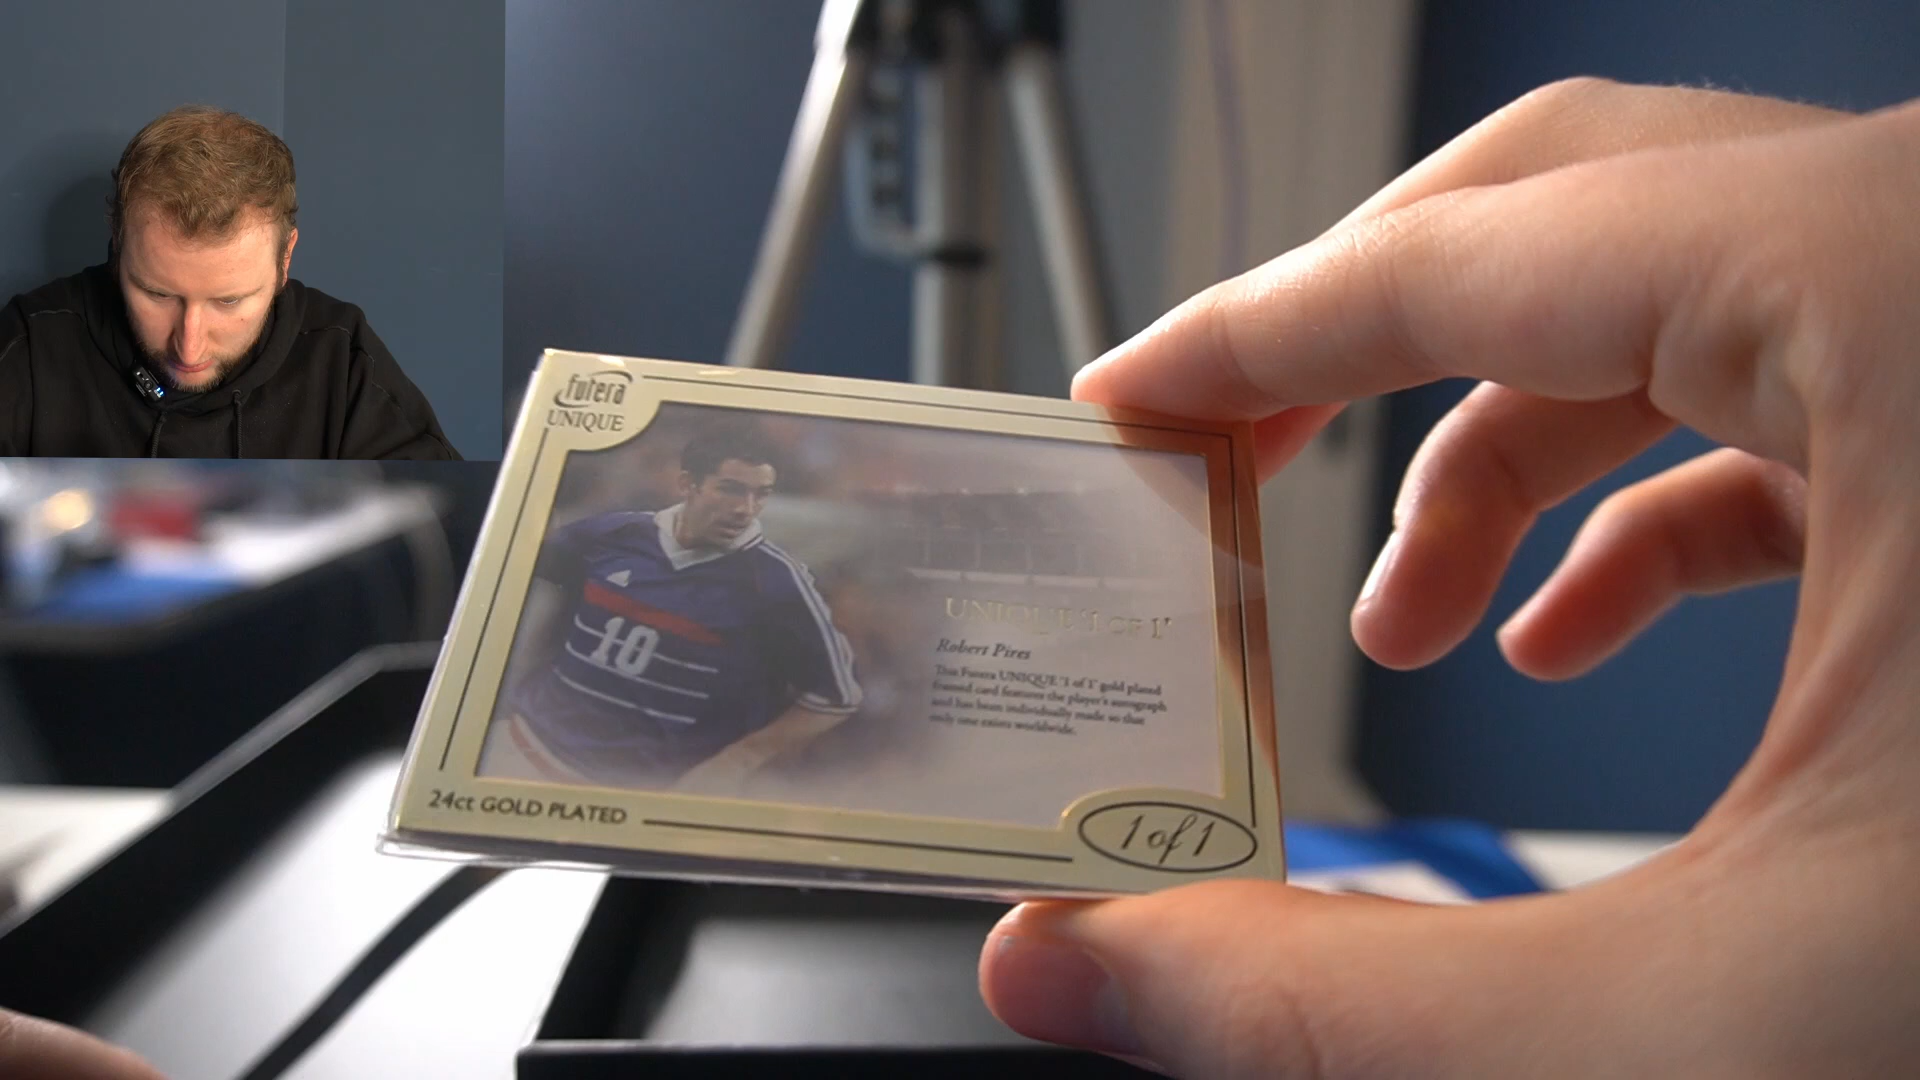 futera
UNIQUE
10
UNIQUE '1 OF 1'
Robert Pires
This Futera UNIQUE '1 of 1' gold plated
framed card features the player's autograph
and has been individually made so that
only one exists worldwide.
24ct GOLD PLATED
1 of 1